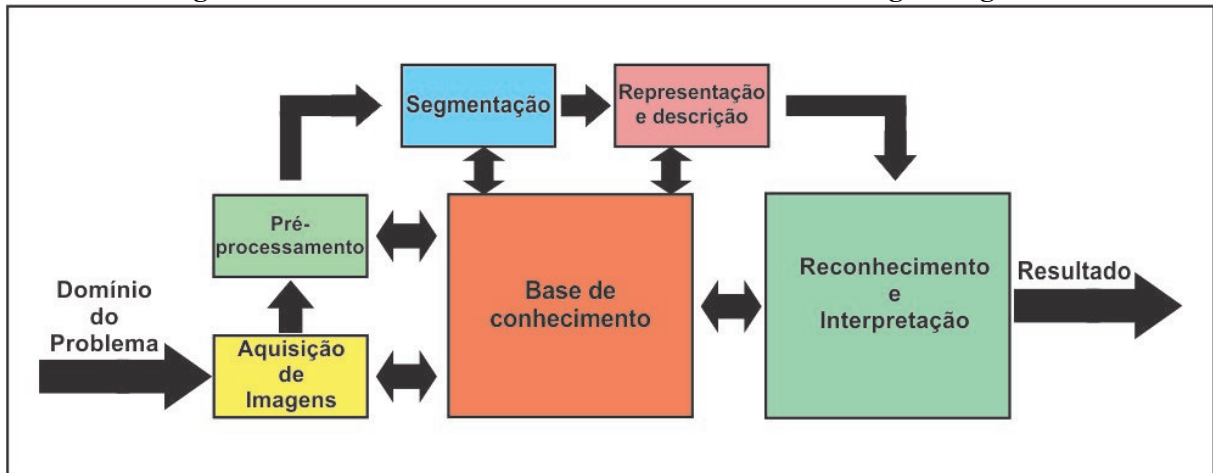 Segmentação
Representação
e descrição
Pré-
processamento
Domínio
do
Problema
Aquisição
de
Imagens
Base de
conhecimento
Reconhecimento
e
Interpretação
Resultado